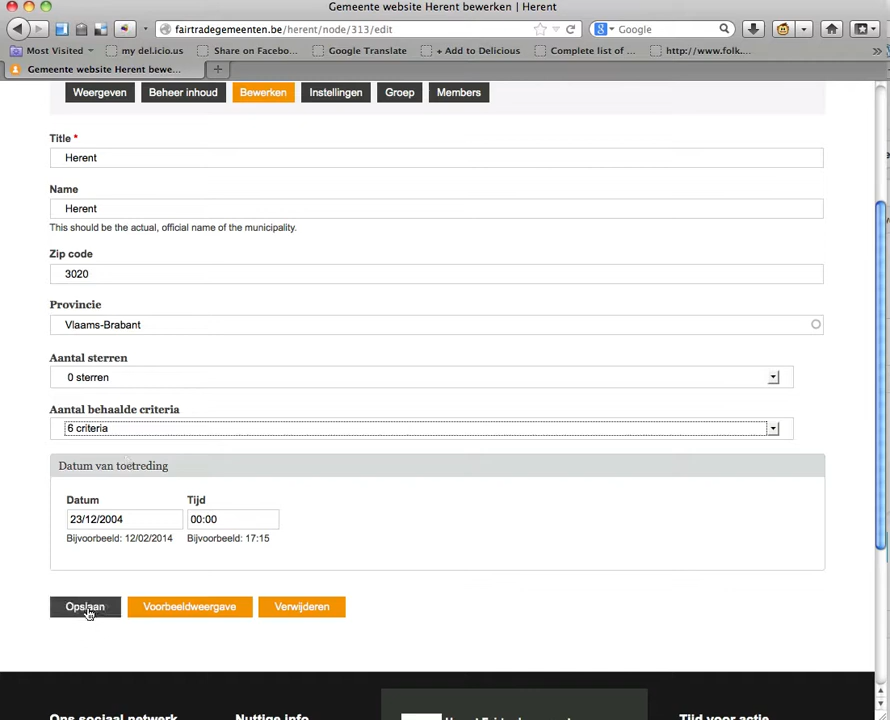 Gemeente website Herent bewerken | Herent
fairtradegemeenten.be/herent/node/313/edit
Google
Most Visited
my del.icio.us
Share on Facebo...
Google Translate
+ Add to Delicious
Complete list of ...
http://www.folk...
Gemeente website Herent bewe...
Weergeven
Beheer inhoud
Bewerken
Instellingen
Groep
Members
Title *
Herent
Name
Herent
This should be the actual, official name of the municipality.
Zip code
3020
Provincie
Vlaams-Brabant
Aantal sterren
0 sterren
Aantal behaalde criteria
6 criteria
Datum van toetreding
Datum Tijd
23/12/2004 00:00
Bijvoorbeeld: 12/02/2014 Bijvoorbeeld: 17:15
Opslaan
Voorbeeldweergave
Verwijderen
Ons sociaal netwerk
Nuttige info
Tijd voor actie